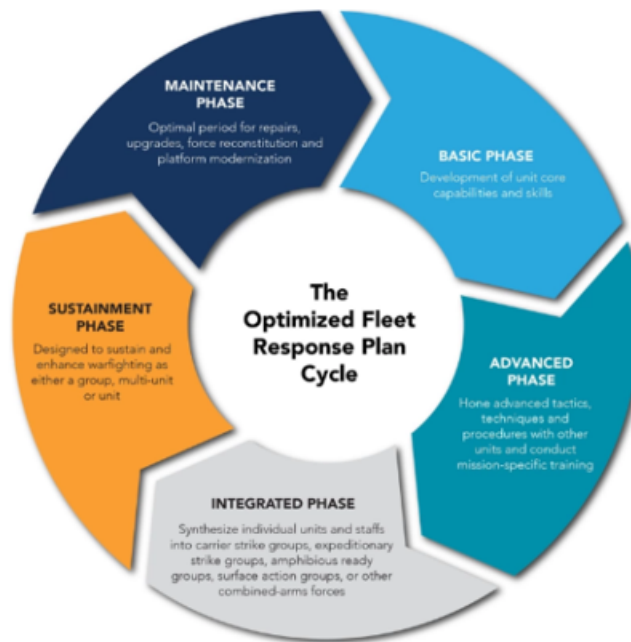 The
Optimized Fleet
Response Plan
Cycle
MAINTENANCE
PHASE
Optimal period for repairs,
upgrades, force reconstitution and
platform modernization
BASIC PHASE
Development of unit core
capabilities and skills
ADVANCED
PHASE
Hone advanced tactics,
techniques and
procedures with other
units and conduct
mission-specific training
INTEGRATED PHASE
Synthesize individual units and staffs
into carrier strike groups, expeditionary
strike groups, amphibious ready
groups, surface action groups, or other
combined-arms forces
SUSTAINMENT
PHASE
Designed to sustain and
enhance warfighting as
either a group, multi-unit
or unit